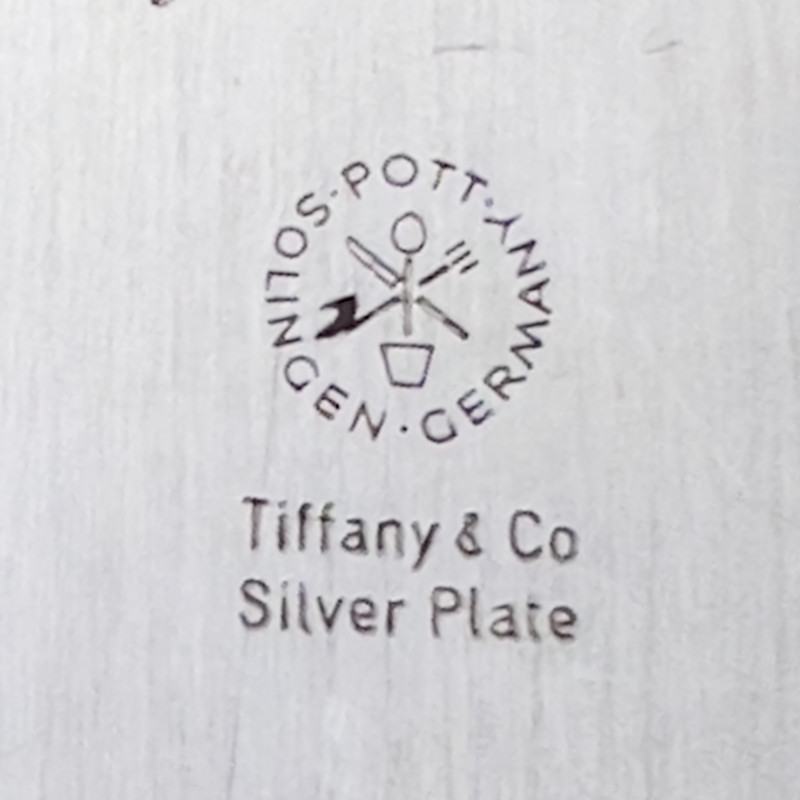 POTT · SOLINGEN · GERMANY ·
Tiffany & Co
Silver Plate